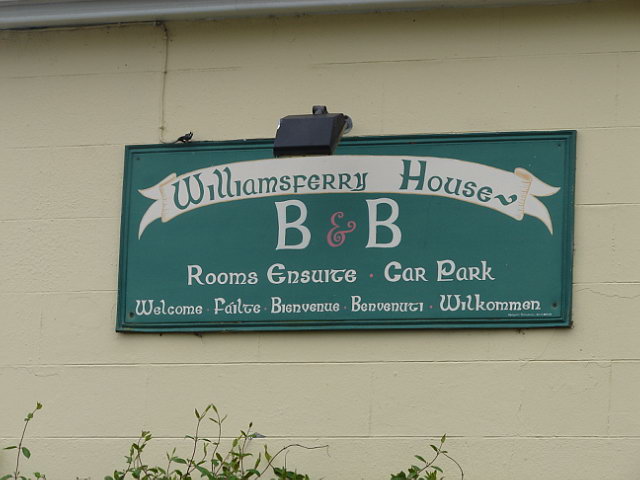 Williamsferry House
B & B
Rooms Ensuite · Car Park
Welcome · Fáilte · Bienvenue · Benvenuti · Wilkommen